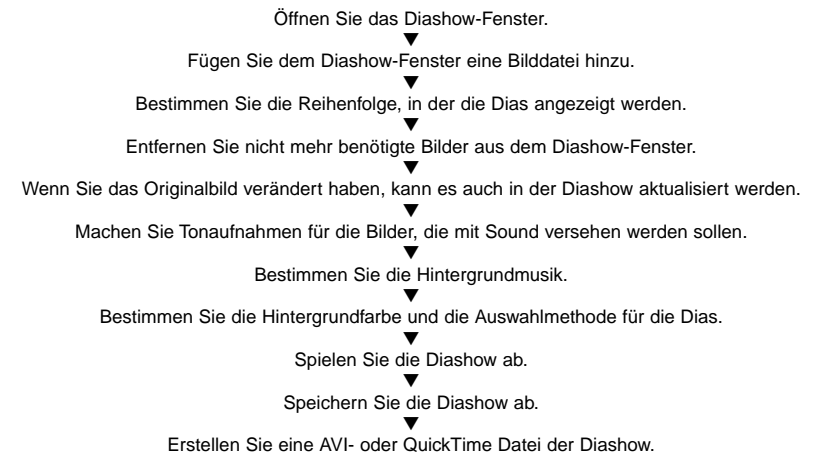 Öffnen Sie das Diashow-Fenster.
Fügen Sie dem Diashow-Fenster eine Bilddatei hinzu.
Bestimmen Sie die Reihenfolge, in der die Dias angezeigt werden.
Entfernen Sie nicht mehr benötigte Bilder aus dem Diashow-Fenster.
Wenn Sie das Originalbild verändert haben, kann es auch in der Diashow aktualisiert werden.
Machen Sie Tonaufnahmen für die Bilder, die mit Sound versehen werden sollen.
Bestimmen Sie die Hintergrundmusik.
Bestimmen Sie die Hintergrundfarbe und die Auswahlmethode für die Dias.
Spielen Sie die Diashow ab.
Speichern Sie die Diashow ab.
Erstellen Sie eine AVI- oder QuickTime Datei der Diashow.